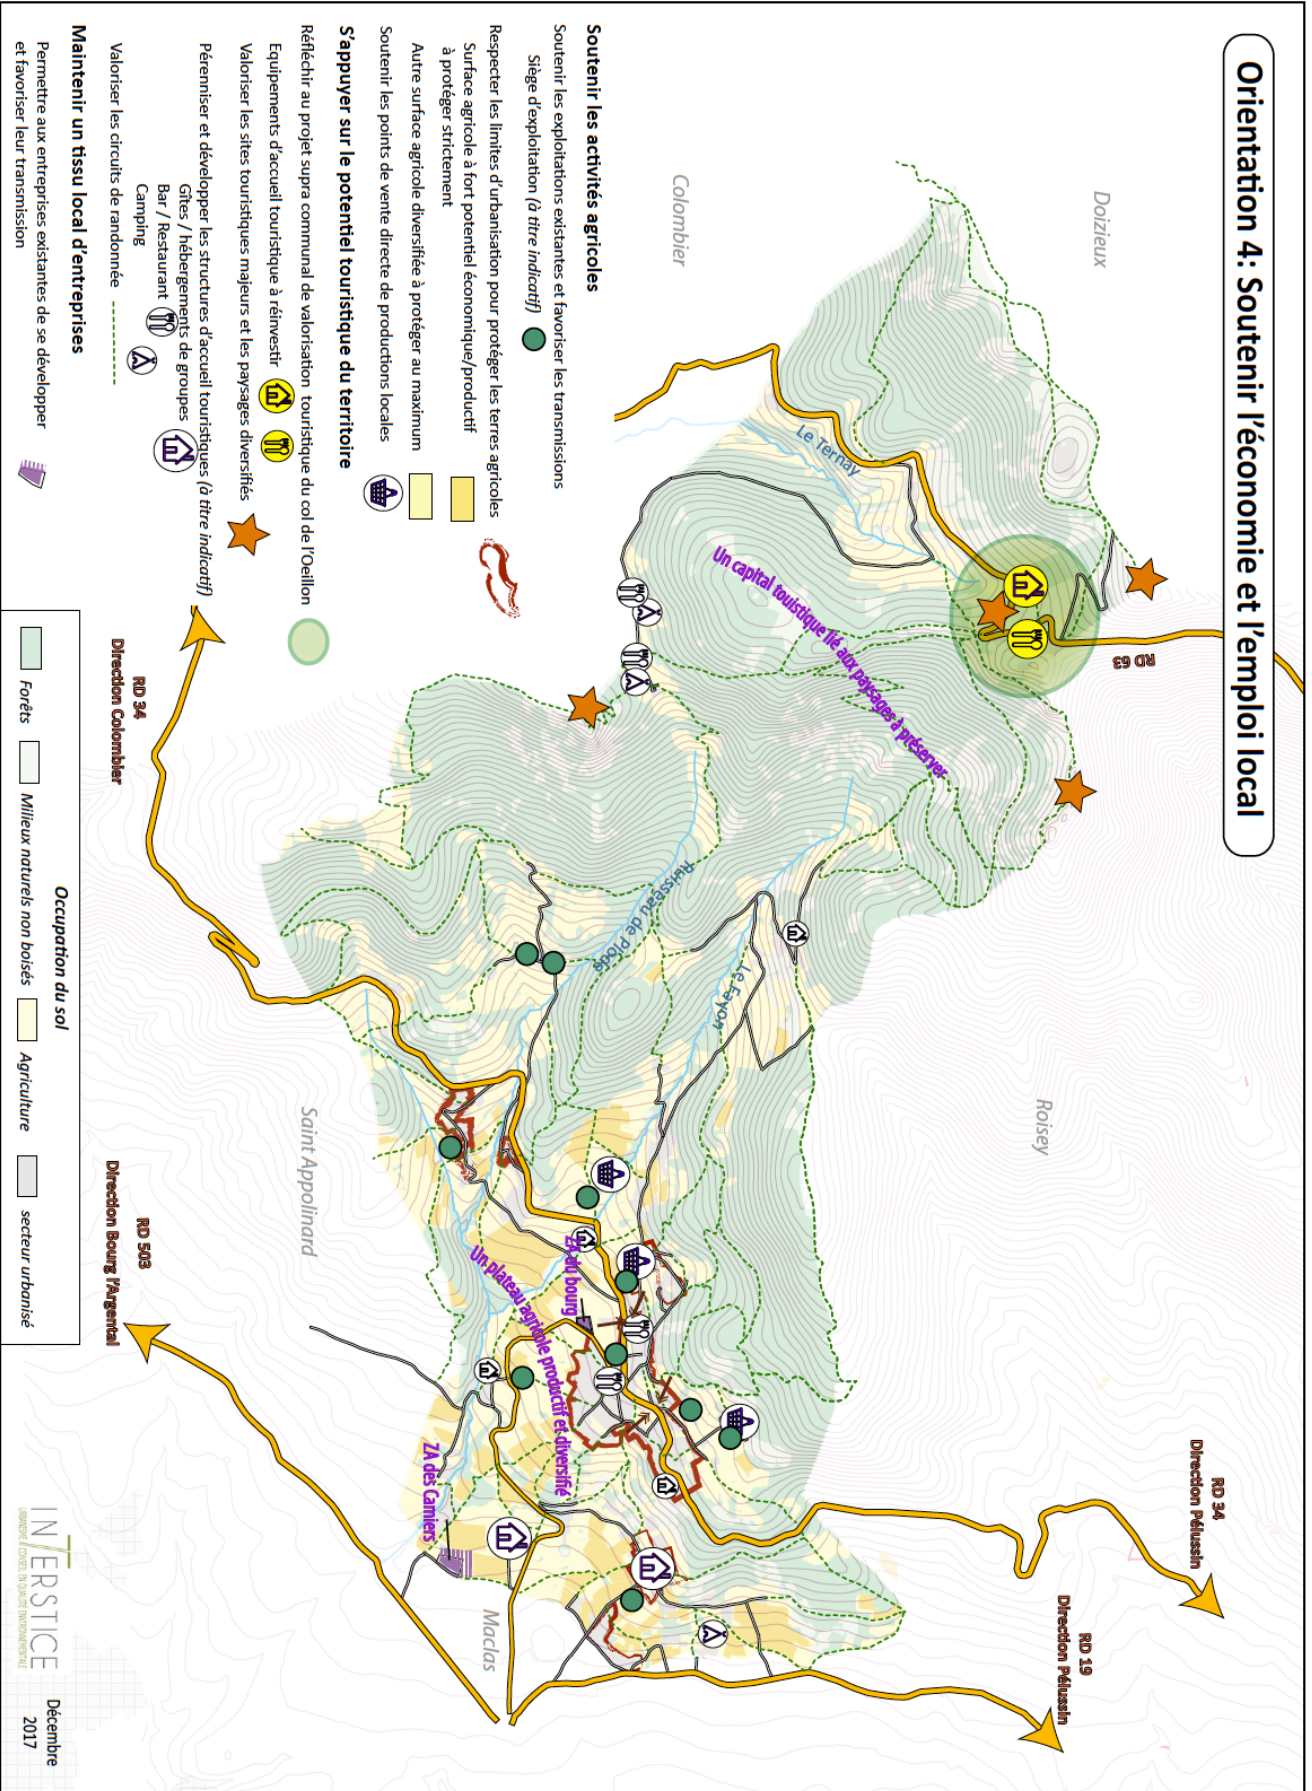 Orientation 4: Soutenir l'économie et l'emploi local
Doizieux
Colombier
Roisey
Saint Appolinard
Maclas
Le Ternay
Ruisseau de Plode
Le Fayon
RD 63
Un capital touistique lié aux paysages à préserver
Un plateau agricole productif et diversifié
ZA du bourg
ZA des Camiers
RD 34
Direction Pélussin
RD 19
Direction Pélussin
RD 34
Direction Colombier
RD 503
Direction Bourg l'Argental
Soutenir les activités agricoles
Soutenir les exploitations existantes et favoriser les transmissions
Siège d'exploitation (à titre indicatif)
Respecter les limites d'urbanisation pour protéger les terres agricoles
Surface agricole à fort potentiel économique/productif
à protéger strictement
Autre surface agricole diversifiée à protéger au maximum
Soutenir les points de vente directe de productions locales
S'appuyer sur le potentiel touristique du territoire
Réfléchir au projet supra communal de valorisation touristique du col de l'Oeillon
Equipements d'accueil touristique à réinvestir
Valoriser les sites touristiques majeurs et les paysages diversifiés
Pérenniser et développer les structures d'accueil touristiques (à titre indicatif)
Gîtes / hébergements de groupes
Bar / Restaurant
Camping
Valoriser les circuits de randonnée
Maintenir un tissu local d'entreprises
Permettre aux entreprises existantes de se développer
et favoriser leur transmission
Occupation du sol
Forêts
Milieux naturels non boisés
Agriculture
secteur urbanisé
INTERSTICE
URBANISME & CONSEIL EN QUALITE ENVIRONNEMENTALE
Décembre
2017